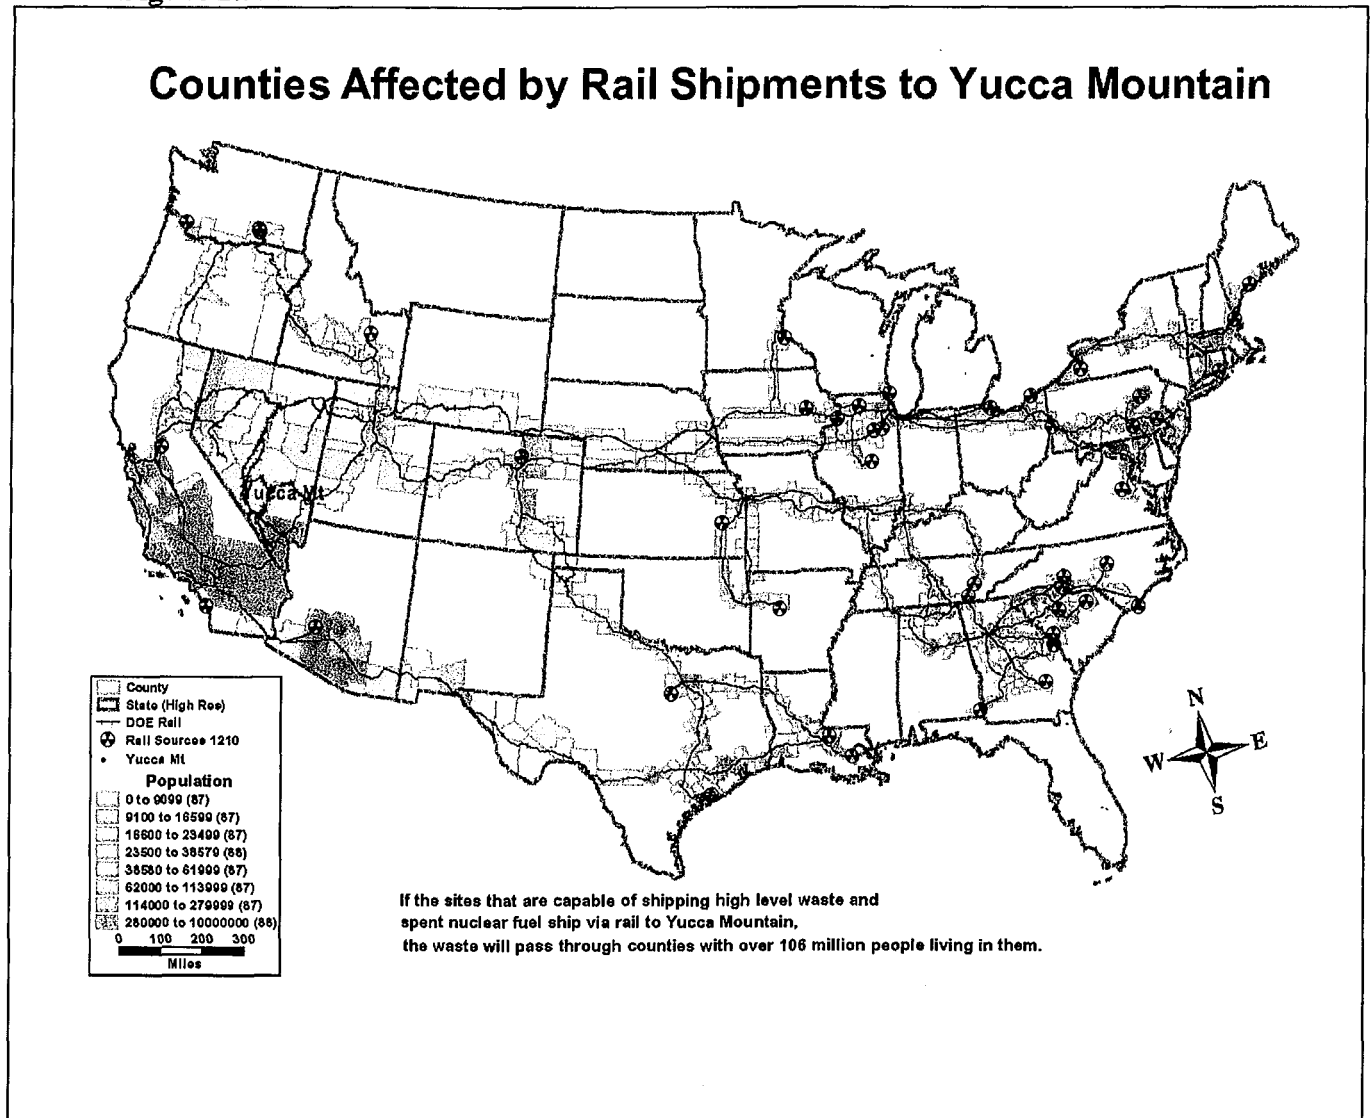 Counties Affected by Rail Shipments to Yucca Mountain
Yucca Mt
County
State (High Res)
DOE Rail
Rail Sources 1210
Yucca Mt
Population
0 to 9099 (87)
9100 to 16599 (87)
16600 to 23499 (87)
23500 to 38579 (88)
38580 to 61999 (87)
62000 to 113999 (87)
114000 to 279999 (87)
280000 to 10000000 (88)
0 100 200 300
Miles
N
W E
S
If the sites that are capable of shipping high level waste and
spent nuclear fuel ship via rail to Yucca Mountain,
the waste will pass through counties with over 106 million people living in them.